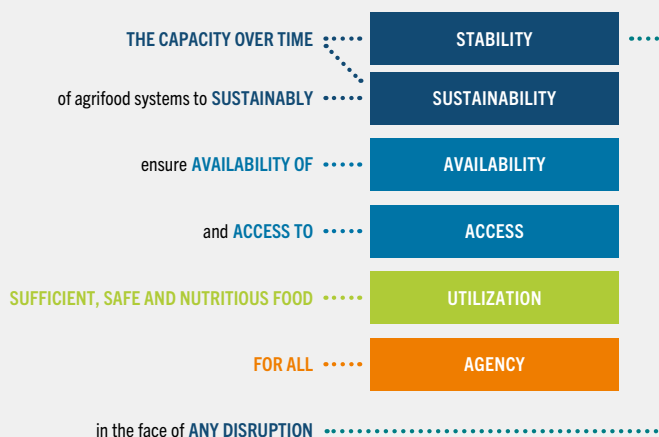 THE CAPACITY OVER TIME STABILITY
of agrifood systems to SUSTAINABLY SUSTAINABILITY
ensure AVAILABILITY OF AVAILABILITY
and ACCESS TO ACCESS
SUFFICIENT, SAFE AND NUTRITIOUS FOOD UTILIZATION
FOR ALL AGENCY
in the face of ANY DISRUPTION